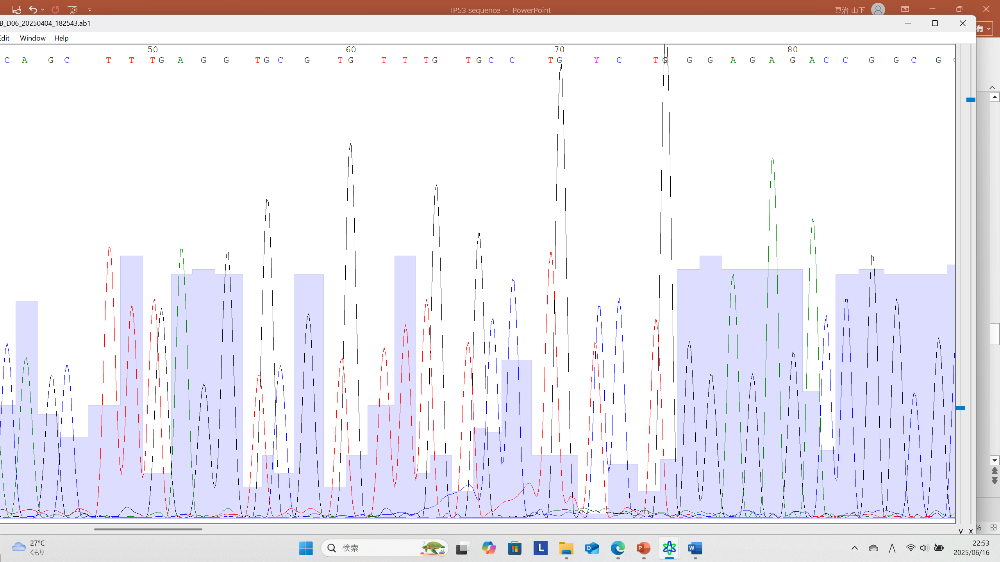 TP53 sequence - PowerPoint
真治 山下
B_D06_20250404_182543.ab1
有
Edit Window Help
50 60 70 80
C A G C T T T G A G G T G C G T G T T T G T G C C T G Y C T G G G A G A G A C C G G C G C
y x %
27°C
くもり
検索
L
O
P
W
A
22:53
2025/06/16